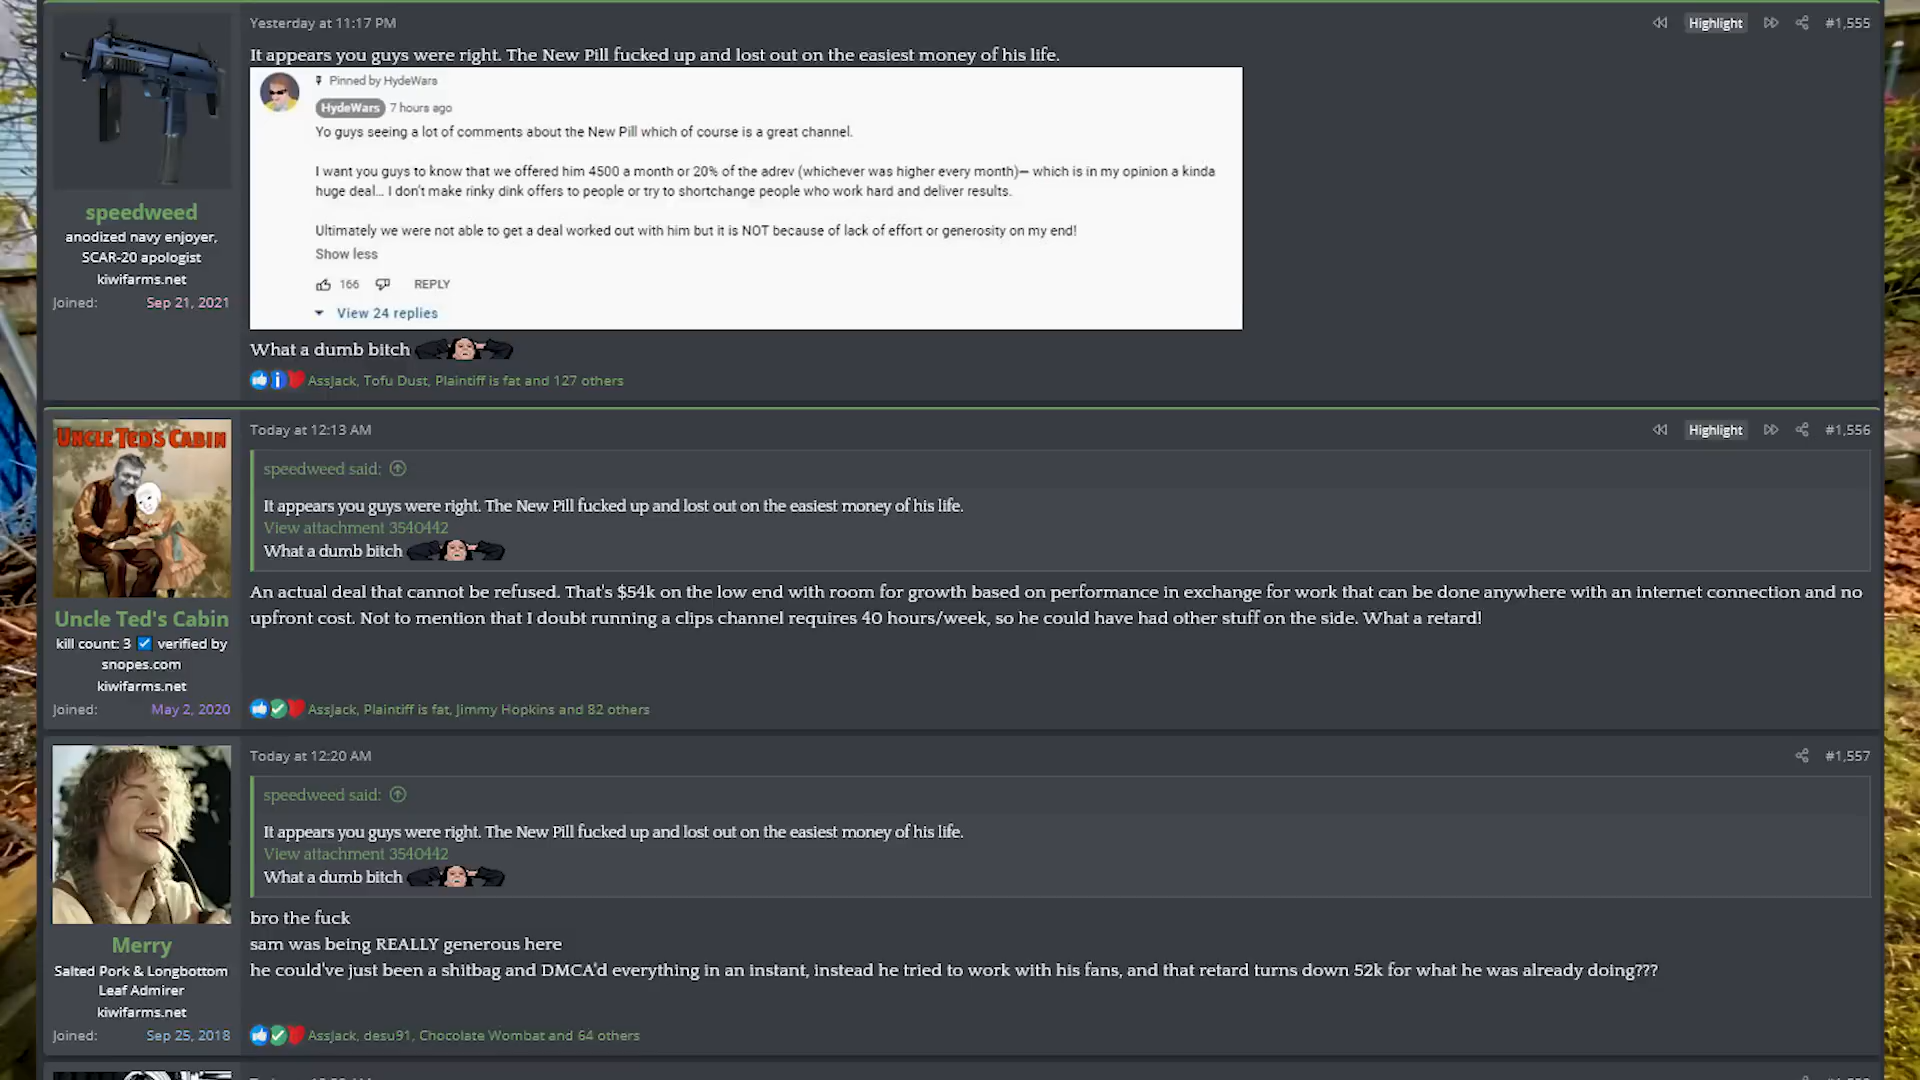 Yesterday at 11:17 PM
Highlight
#1,555
It appears you guys were right. The New Pill fucked up and lost out on the easiest money of his life.
Pinned by HydeWars
HydeWars 7 hours ago
Yo guys seeing a lot of comments about the New Pill which of course is a great channel.
I want you guys to know that we offered him 4500 a month or 20% of the adrev (whichever was higher every month)— which is in my opinion a kinda
huge deal... I don't make rinky dink offers to people or try to shortchange people who work hard and deliver results.
Ultimately we were not able to get a deal worked out with him but it is NOT because of lack of effort or generosity on my end!
Show less
166 REPLY
View 24 replies
speedweed
anodized navy enjoyer,
SCAR-20 apologist
kiwifarms.net
Joined: Sep 21, 2021
What a dumb bitch
AssJack, Tofu Dust, Plaintiff is fat and 127 others
UNCLE TED'S CABIN
Today at 12:13 AM
Highlight
#1,556
speedweed said:
It appears you guys were right. The New Pill fucked up and lost out on the easiest money of his life.
View attachment 3540442
What a dumb bitch
An actual deal that cannot be refused. That's $54k on the low end with room for growth based on performance in exchange for work that can be done anywhere with an internet connection and no
upfront cost. Not to mention that I doubt running a clips channel requires 40 hours/week, so he could have had other stuff on the side. What a retard!
Uncle Ted's Cabin
kill count: 3 ☑ verified by
snopes.com
kiwifarms.net
Joined: May 2, 2020
AssJack, Plaintiff is fat, Jimmy Hopkins and 82 others
Today at 12:20 AM
#1,557
speedweed said:
It appears you guys were right. The New Pill fucked up and lost out on the easiest money of his life.
View attachment 3540442
What a dumb bitch
bro the fuck
sam was being REALLY generous here
he could've just been a shitbag and DMCA'd everything in an instant, instead he tried to work with his fans, and that retard turns down 52k for what he was already doing???
Merry
Salted Pork & Longbottom
Leaf Admirer
kiwifarms.net
Joined: Sep 25, 2018
AssJack, desu91, Chocolate Wombat and 64 others